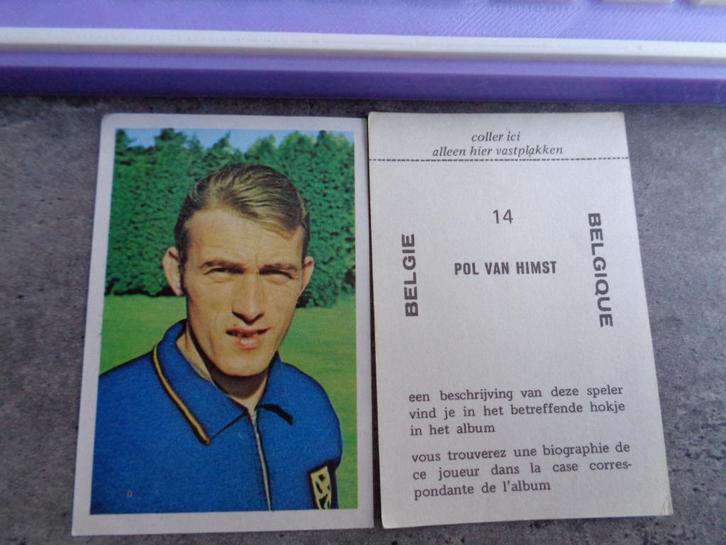 coller ici
alleen hier vastplakken
14
BELGIE
BELGIQUE
POL VAN HIMST
een beschrijving van deze speler
vind je in het betreffende hokje
in het album
vous trouverez une biographie de
ce joueur dans la case corres-
pondante de l'album